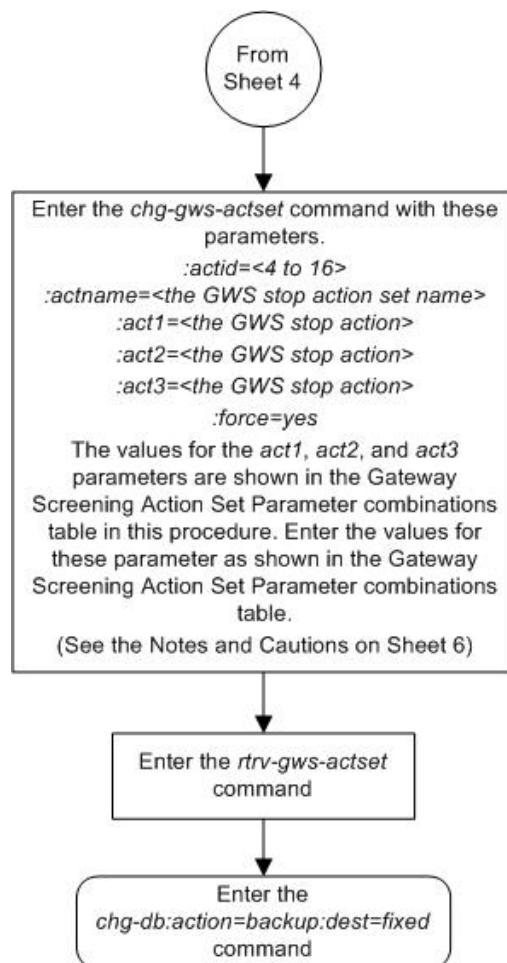 From
Sheet 4
Enter the chg-gws-actset command with these
parameters.
:actid=<4 to 16>
:actname=<the GWS stop action set name>
:act1=<the GWS stop action>
:act2=<the GWS stop action>
:act3=<the GWS stop action>
:force=yes
The values for the act1, act2, and act3
parameters are shown in the Gateway
Screening Action Set Parameter combinations
table in this procedure. Enter the values for
these parameter as shown in the Gateway
Screening Action Set Parameter combinations
table.
(See the Notes and Cautions on Sheet 6)
Enter the rtrv-gws-actset
command
Enter the
chg-db:action=backup:dest=fixed
command